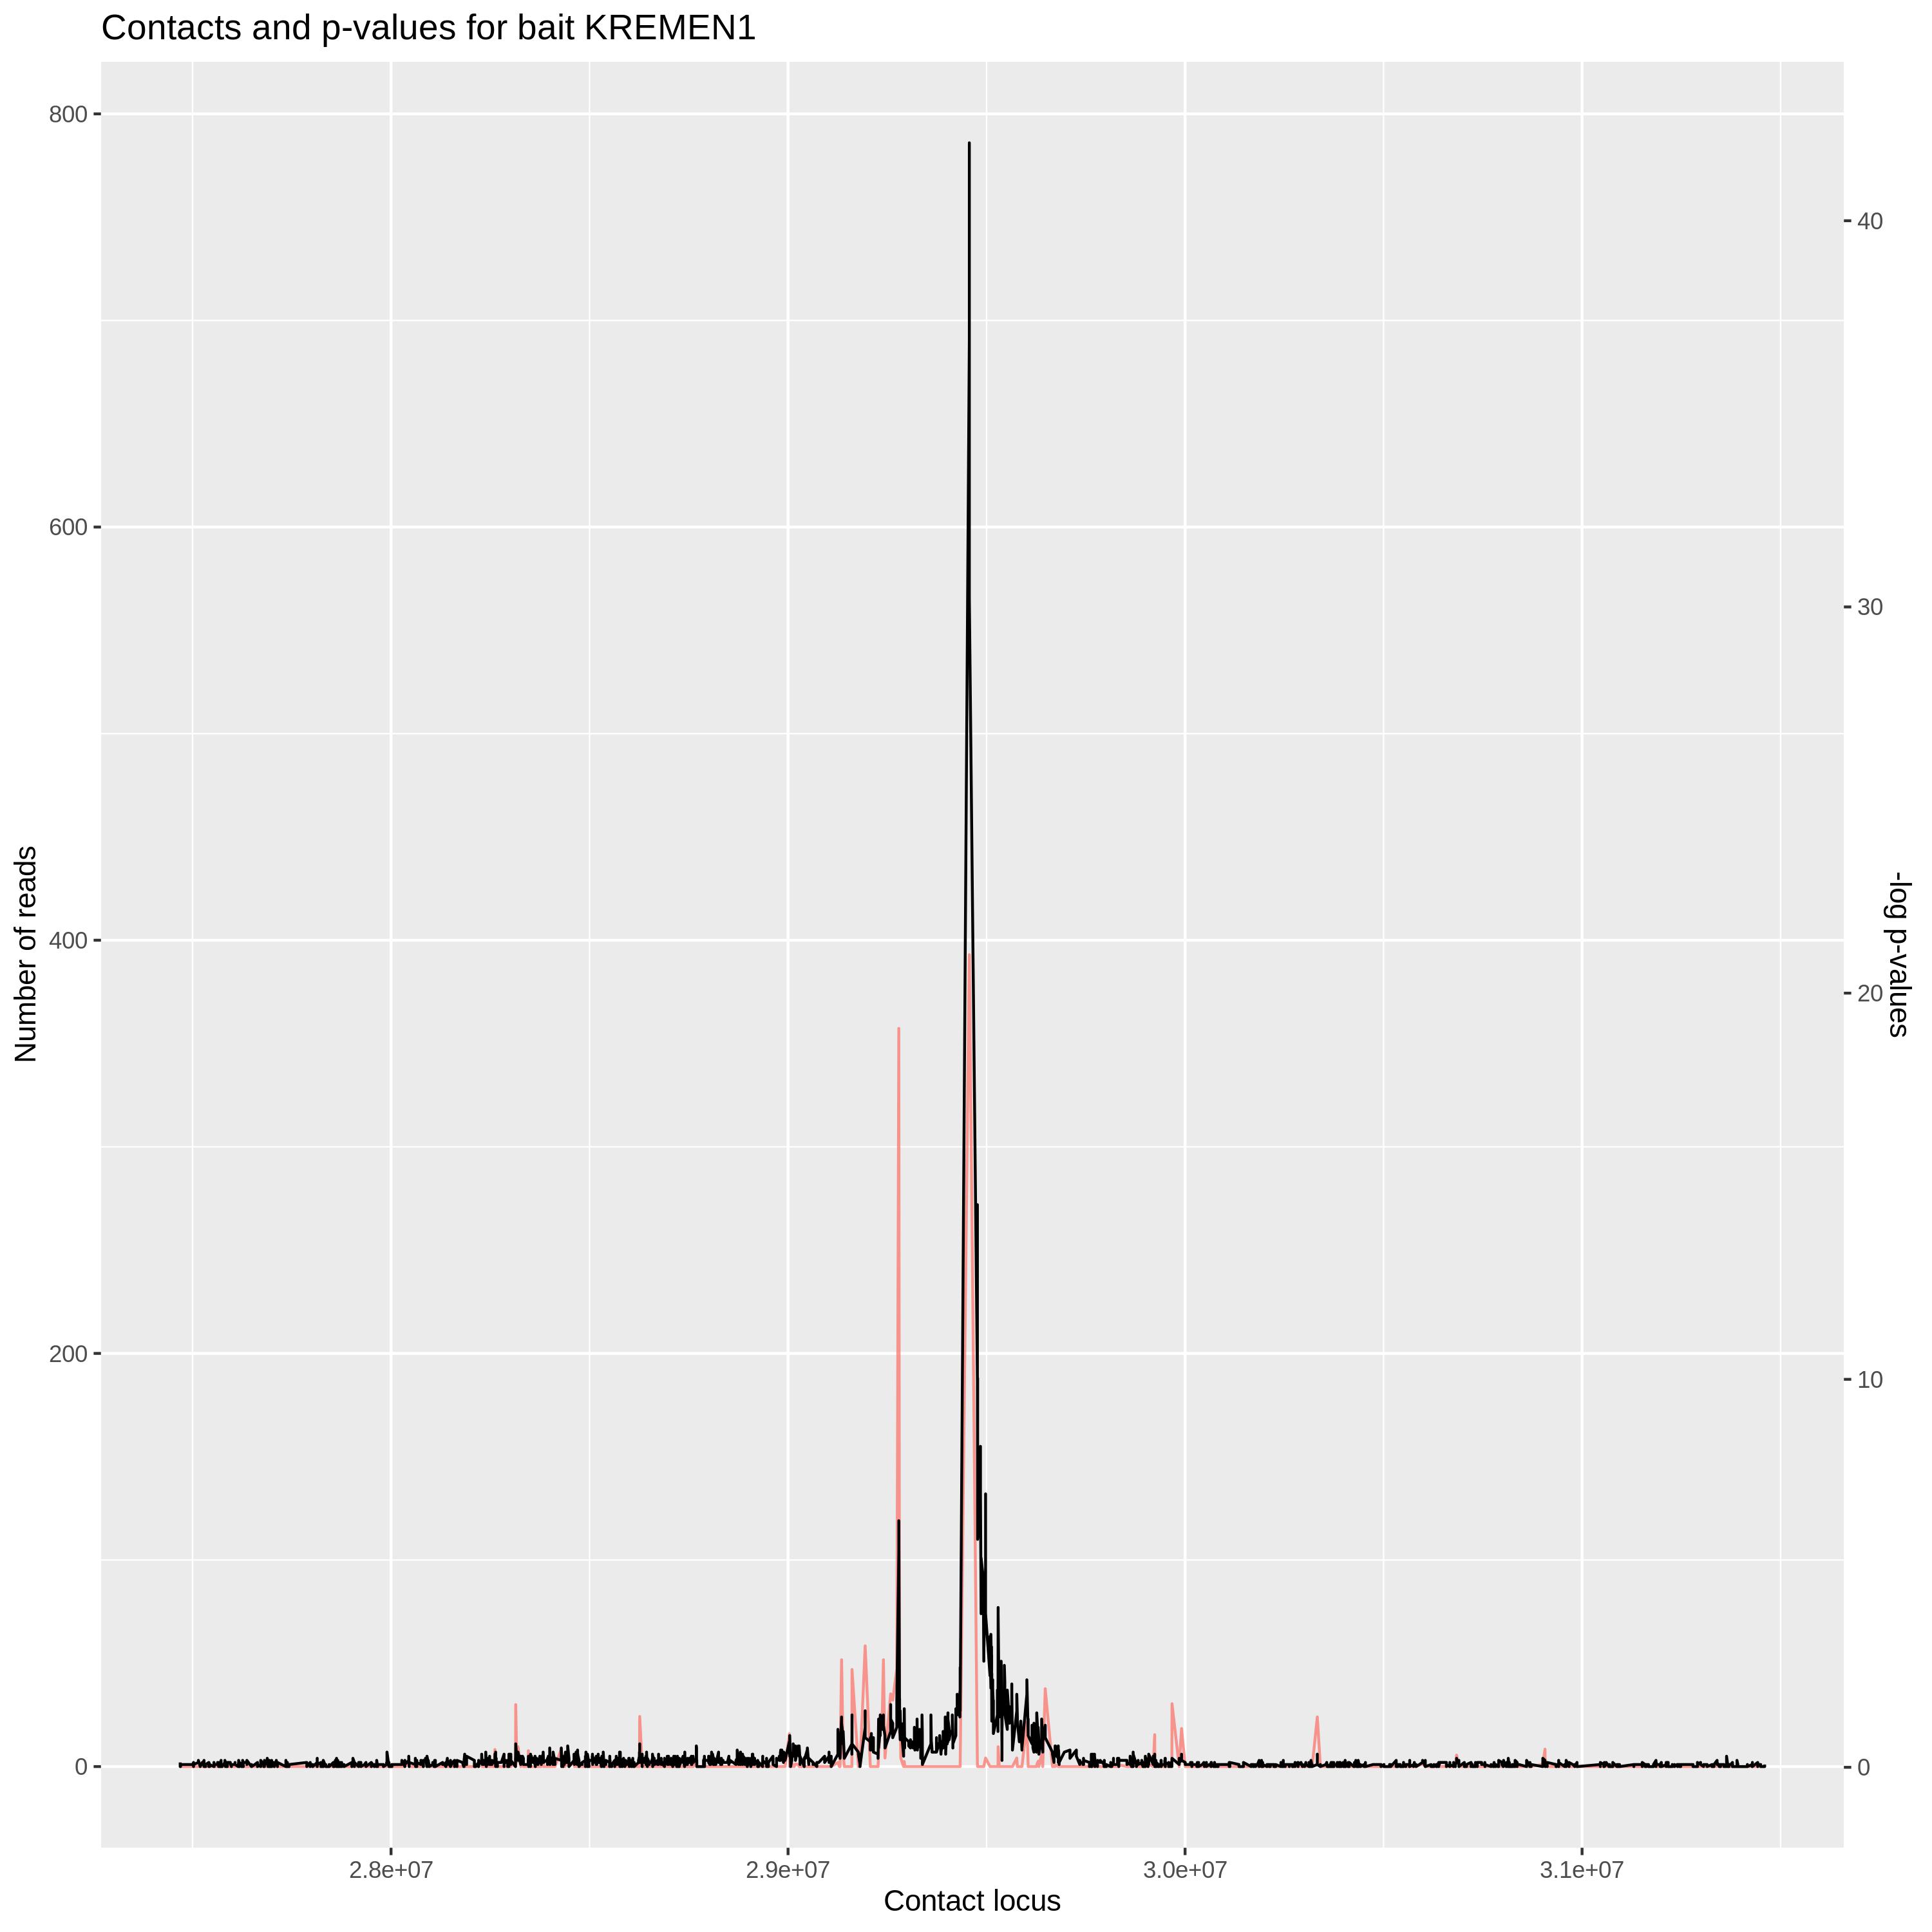 Contacts and p-values for bait KREMEN1
800
600
400
200
0
Number of reads
40
30
20
10
0
-log p-values
2.8e+07
2.9e+07
3.0e+07
3.1e+07
Contact locus